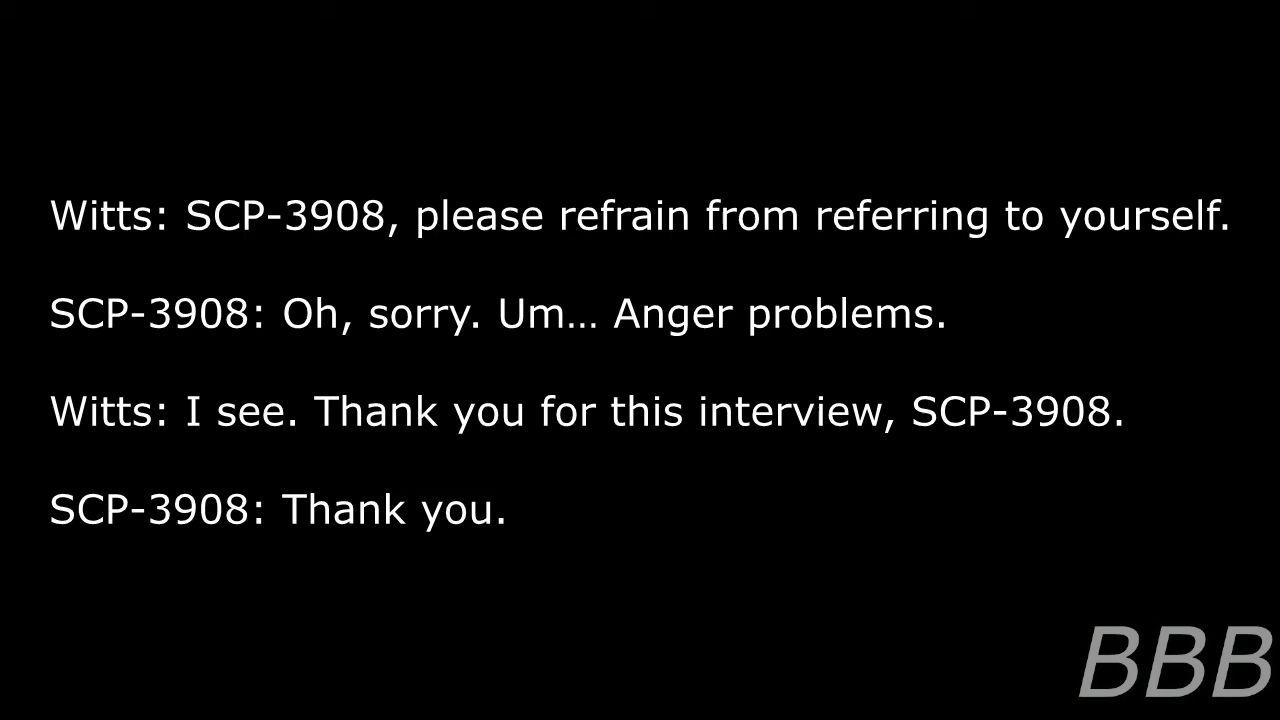 Witts: SCP-3908, please refrain from referring to yourself.
SCP-3908: Oh, sorry. Um… Anger problems.
Witts: I see. Thank you for this interview, SCP-3908.
SCP-3908: Thank you.
BBB